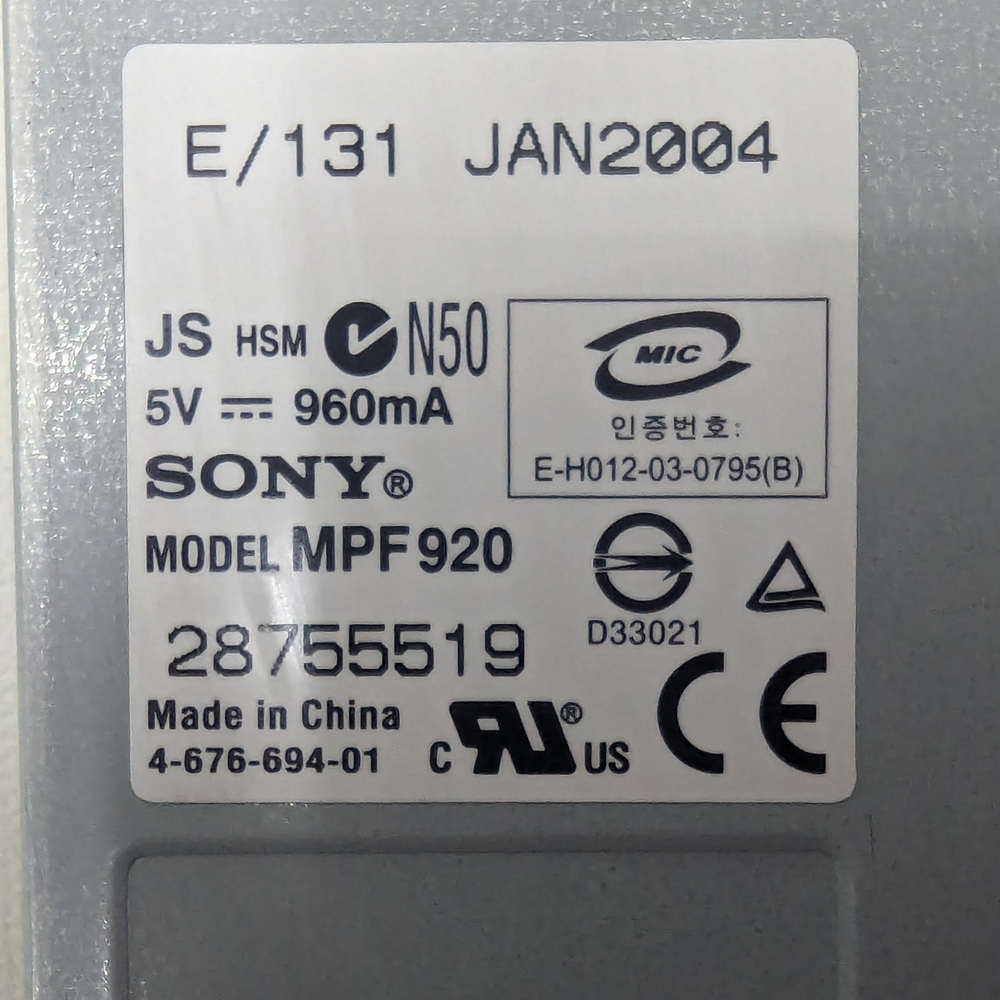 E/131 JAN2004
JS HSM N50
5V ⎓ 960mA
SONY®
MODEL MPF920
28755519
Made in China
4-676-694-01
MIC
인증번호:
E-H012-03-0795(B)
D33021
C RU® US
CE